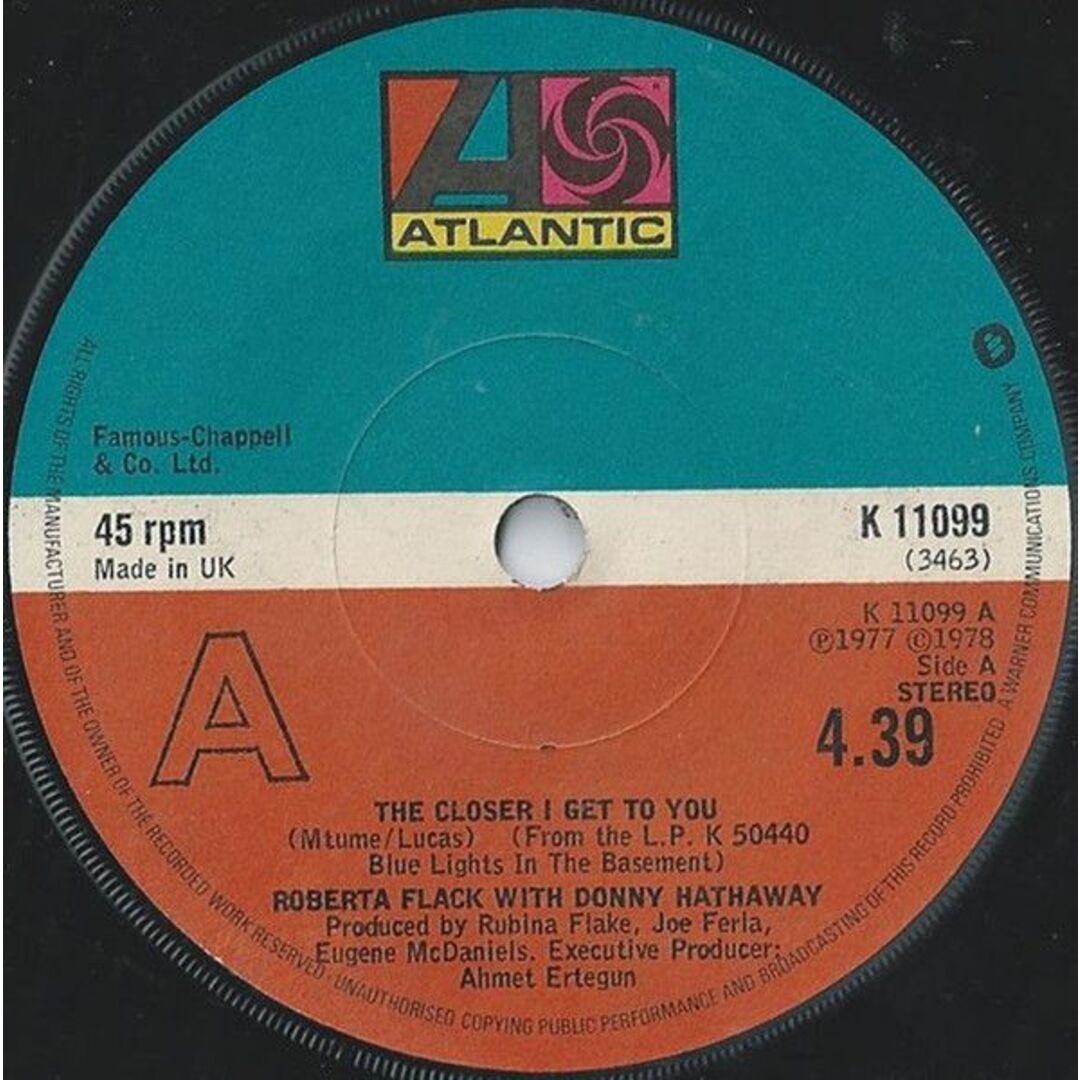 ATLANTIC
Famous-Chappell
& Co. Ltd.
45 rpm
Made in UK
K 11099
(3463)
K 11099 A
℗1977 ©1978
Side A
STEREO
4.39
A
THE CLOSER I GET TO YOU
(Mtume/Lucas) (From the L.P. K 50440
Blue Lights In The Basement)
ROBERTA FLACK WITH DONNY HATHAWAY
Produced by Rubina Flake, Joe Ferla,
Eugene McDaniels. Executive Producer:
Ahmet Ertegun
ALL RIGHTS OF THE MANUFACTURER AND OF THE OWNER OF THE RECORDED WORK RESERVED · UNAUTHORISED COPYING PUBLIC PERFORMANCE AND BROADCASTING OF THIS RECORD PROHIBITED A WARNER COMMUNICATIONS COMPANY